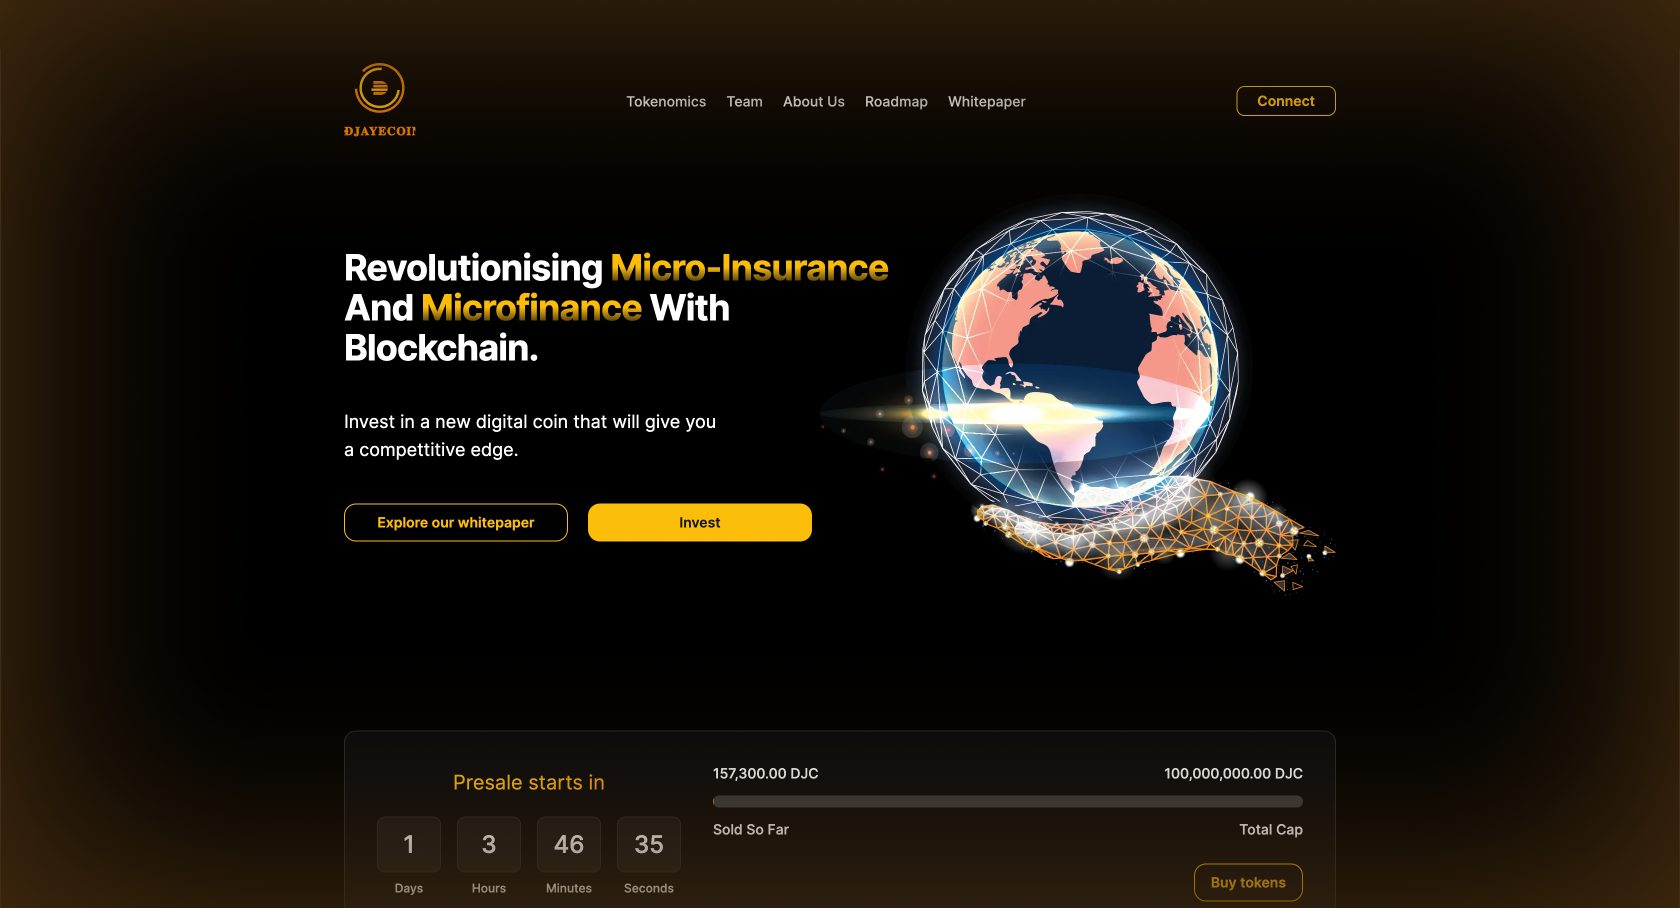 ĐJAYECOIN
Tokenomics Team About Us Roadmap Whitepaper
Connect
Revolutionising Micro-Insurance
And Microfinance With
Blockchain.
Invest in a new digital coin that will give you
a compettitive edge.
Explore our whitepaper
Invest
Presale starts in
1 3 46 35
Days Hours Minutes Seconds
157,300.00 DJC 100,000,000.00 DJC
Sold So Far Total Cap
Buy tokens